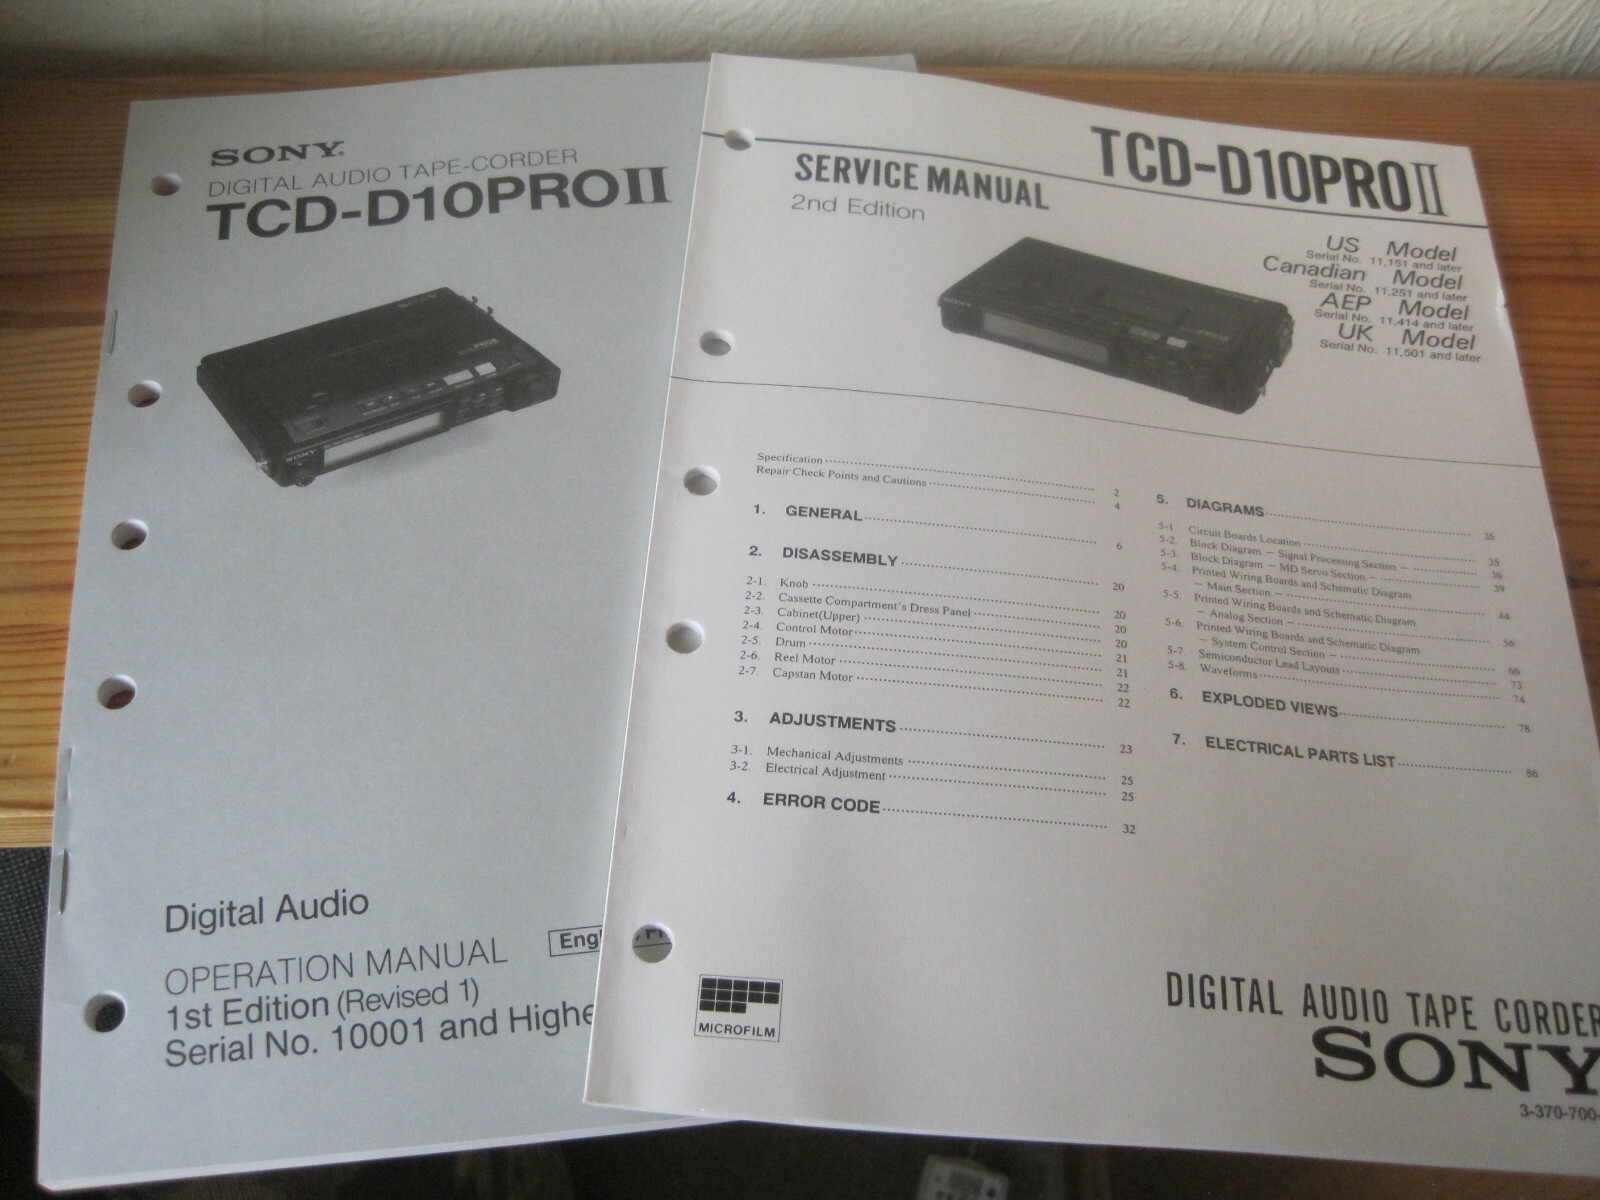 SONY
DIGITAL AUDIO TAPE-CORDER
TCD-D10PROII
SONY
PROII
Digital Audio
OPERATION MANUAL
1st Edition (Revised 1)
Serial No. 10001 and Highe
Eng
TCD-D10PROII
SERVICE MANUAL
2nd Edition
US Model
Serial No. 11,151 and later
Canadian Model
Serial No. 11,251 and later
AEP Model
Serial No. 11,414 and later
UK Model
Serial No. 11,501 and later
SONY
PROII
Specification 2
Repair Check Points and Cautions 4
1. GENERAL 6
2. DISASSEMBLY 20
2-1. Knob 20
2-2. Cassette Compartment's Dress Panel 20
2-3. Cabinet(Upper) 20
2-4. Control Motor 21
2-5. Drum 21
2-6. Reel Motor 22
2-7. Capstan Motor 22
3. ADJUSTMENTS 23
3-1. Mechanical Adjustments 25
3-2. Electrical Adjustment 25
4. ERROR CODE 32
5. DIAGRAMS 35
5-1. Circuit Boards Location 35
5-2. Block Diagram — Signal Processing Section — 36
5-3. Block Diagram — MD Servo Section — 39
5-4. Printed Wiring Boards and Schematic Diagram
— Main Section — 44
5-5. Printed Wiring Boards and Schematic Diagram
— Analog Section — 56
5-6. Printed Wiring Boards and Schematic Diagram
— System Control Section — 66
5-7. Semiconductor Lead Layouts 73
5-8. Waveforms 74
6. EXPLODED VIEWS 78
7. ELECTRICAL PARTS LIST 86
MICROFILM
DIGITAL AUDIO TAPE CORDER
SONY
3-370-700-